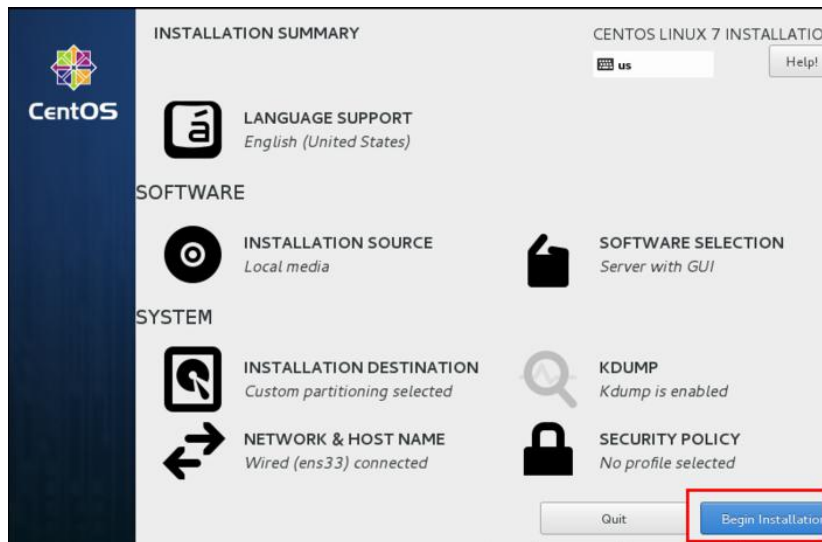 INSTALLATION SUMMARY
CENTOS LINUX 7 INSTALLATIO
us
Help!
CentOS
á
LANGUAGE SUPPORT
English (United States)
SOFTWARE
INSTALLATION SOURCE
Local media
SOFTWARE SELECTION
Server with GUI
SYSTEM
INSTALLATION DESTINATION
Custom partitioning selected
KDUMP
Kdump is enabled
NETWORK & HOST NAME
Wired (ens33) connected
SECURITY POLICY
No profile selected
Quit
Begin Installation